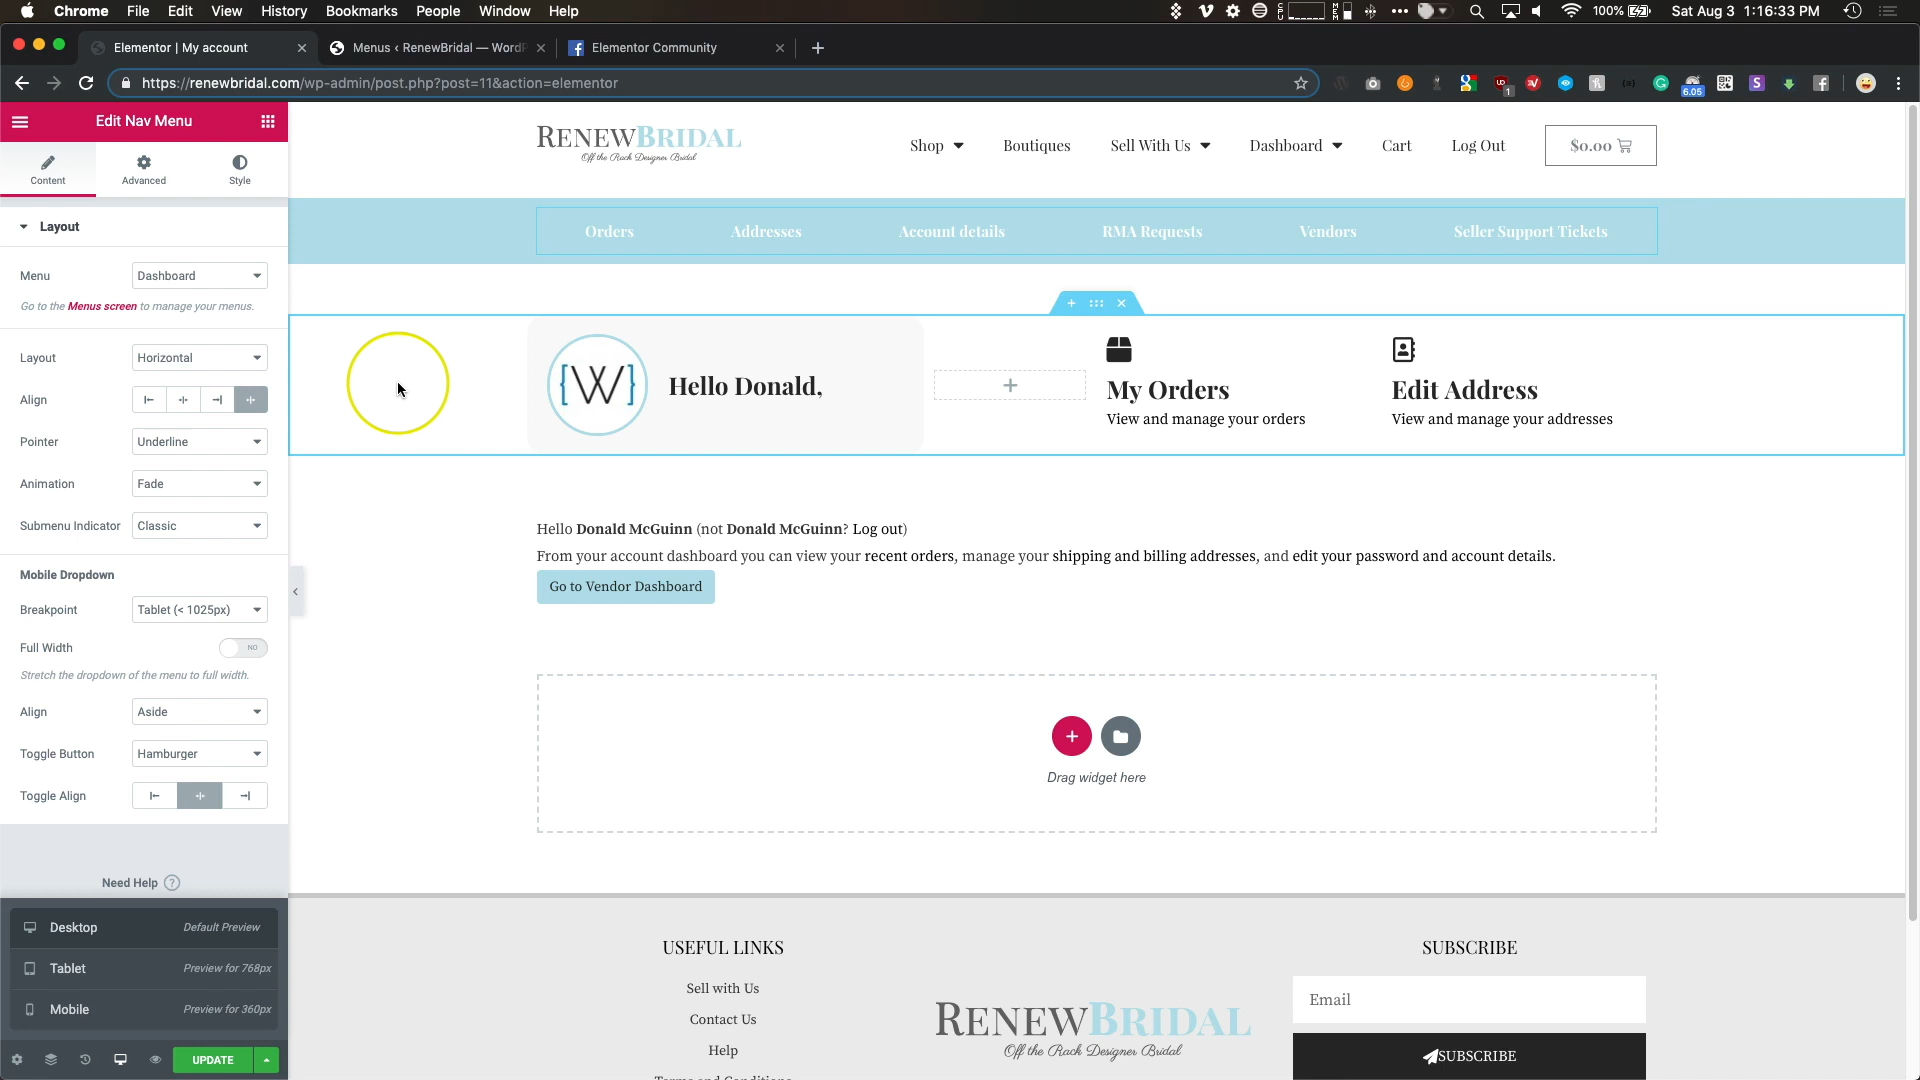 Chrome File Edit View History Bookmarks People Window Help 100% Sat Aug 3 1:16:33 PM
Elementor | My account
Menus ‹ RenewBridal — WordP
Elementor Community
https://renewbridal.com/wp-admin/post.php?post=11&action=elementor
6.05
1
Edit Nav Menu
Content Advanced Style
Layout
Menu Dashboard
Go to the Menus screen to manage your menus.
Layout Horizontal
Align
Pointer Underline
Animation Fade
Submenu Indicator Classic
Mobile Dropdown
Breakpoint Tablet (< 1025px)
Full Width NO
Stretch the dropdown of the menu to full width.
Align Aside
Toggle Button Hamburger
Toggle Align
Need Help
Desktop Default Preview
Tablet Preview for 768px
Mobile Preview for 360px
UPDATE
RENEWBRIDAL
Off the Rack Designer Bridal
Shop Boutiques Sell With Us Dashboard Cart Log Out $0.00
Orders Addresses Account details RMA Requests Vendors Seller Support Tickets
{W}
Hello Donald,
My Orders
View and manage your orders
Edit Address
View and manage your addresses
Hello Donald McGuinn (not Donald McGuinn? Log out)
From your account dashboard you can view your recent orders, manage your shipping and billing addresses, and edit your password and account details.
Go to Vendor Dashboard
Drag widget here
USEFUL LINKS
Sell with Us
Contact Us
Help
Terms and Conditions
RENEWBRIDAL
Off the Rack Designer Bridal
SUBSCRIBE
Email
SUBSCRIBE